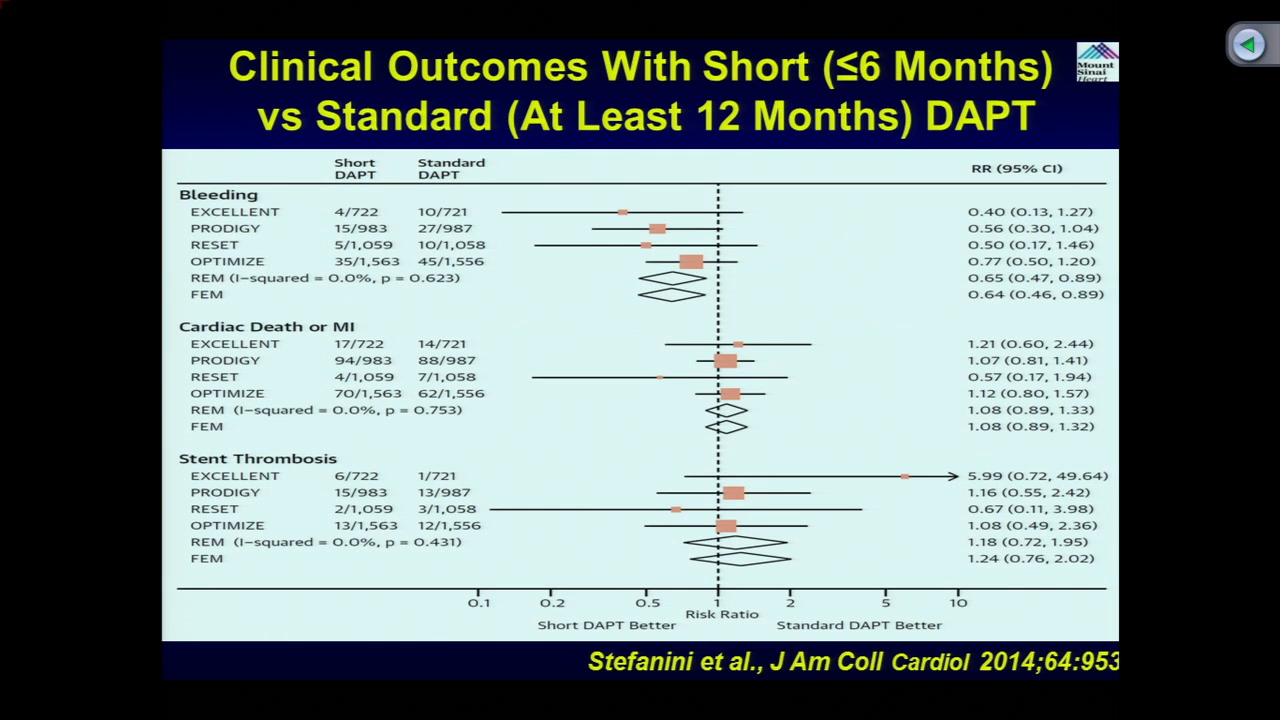 Clinical Outcomes With Short (≤6 Months)
vs Standard (At Least 12 Months) DAPT
Mount
Sinai
Heart
Short DAPT Standard DAPT RR (95% CI)
Bleeding
EXCELLENT 4/722 10/721 0.40 (0.13, 1.27)
PRODIGY 15/983 27/987 0.56 (0.30, 1.04)
RESET 5/1,059 10/1,058 0.50 (0.17, 1.46)
OPTIMIZE 35/1,563 45/1,556 0.77 (0.50, 1.20)
REM (I-squared = 0.0%, p = 0.623) 0.65 (0.47, 0.89)
FEM 0.64 (0.46, 0.89)
Cardiac Death or MI
EXCELLENT 17/722 14/721 1.21 (0.60, 2.44)
PRODIGY 94/983 88/987 1.07 (0.81, 1.41)
RESET 4/1,059 7/1,058 0.57 (0.17, 1.94)
OPTIMIZE 70/1,563 62/1,556 1.12 (0.80, 1.57)
REM (I-squared = 0.0%, p = 0.753) 1.08 (0.89, 1.33)
FEM 1.08 (0.89, 1.32)
Stent Thrombosis
EXCELLENT 6/722 1/721 5.99 (0.72, 49.64)
PRODIGY 15/983 13/987 1.16 (0.55, 2.42)
RESET 2/1,059 3/1,058 0.67 (0.11, 3.98)
OPTIMIZE 13/1,563 12/1,556 1.08 (0.49, 2.36)
REM (I-squared = 0.0%, p = 0.431) 1.18 (0.72, 1.95)
FEM 1.24 (0.76, 2.02)
0.1 0.2 0.5 1 2 5 10
Risk Ratio
Short DAPT Better Standard DAPT Better
Stefanini et al., J Am Coll Cardiol 2014;64:953